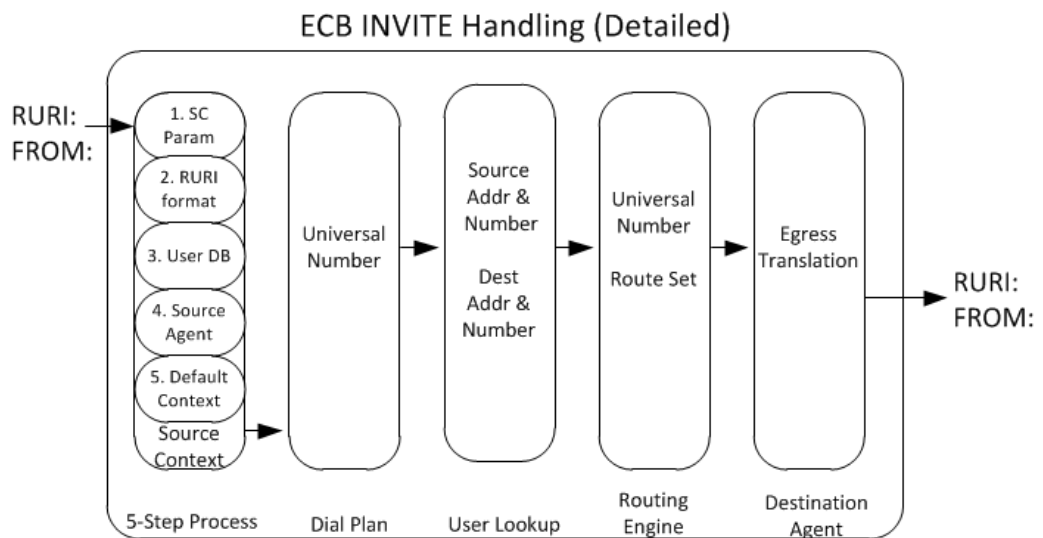 ECB INVITE Handling (Detailed)
RURI:
FROM:
1. SC
Param
2. RURI
format
3. User DB
4. Source
Agent
5. Default
Context
Source
Context
Universal
Number
Source
Addr &
Number
Dest
Addr &
Number
Universal
Number
Route Set
Egress
Translation
RURI:
FROM:
5-Step Process
Dial Plan
User Lookup
Routing
Engine
Destination
Agent